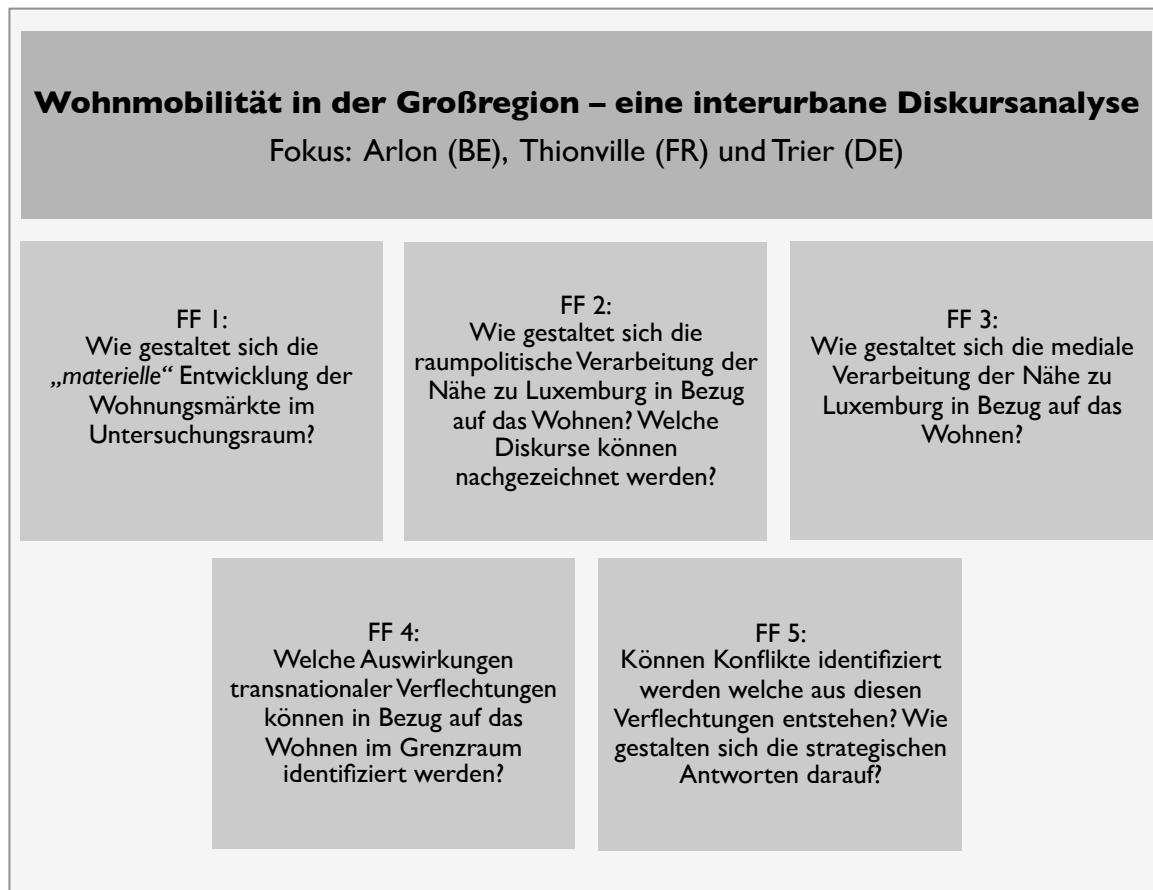 Wohnmobilität in der Großregion – eine interurbane Diskursanalyse
Fokus: Arlon (BE), Thionville (FR) und Trier (DE)
FF 1:
Wie gestaltet sich die
„materielle“ Entwicklung der
Wohnungsmärkte im
Untersuchungsraum?
FF 2:
Wie gestaltet sich die
raumpolitische Verarbeitung der
Nähe zu Luxemburg in Bezug
auf das Wohnen? Welche
Diskurse können
nachgezeichnet werden?
FF 3:
Wie gestaltet sich die mediale
Verarbeitung der Nähe zu
Luxemburg in Bezug auf das
Wohnen?
FF 4:
Welche Auswirkungen
transnationaler Verflechtungen
können in Bezug auf das
Wohnen im Grenzraum
identifiziert werden?
FF 5:
Können Konflikte identifiziert
werden welche aus diesen
Verflechtungen entstehen? Wie
gestalten sich die strategischen
Antworten darauf?